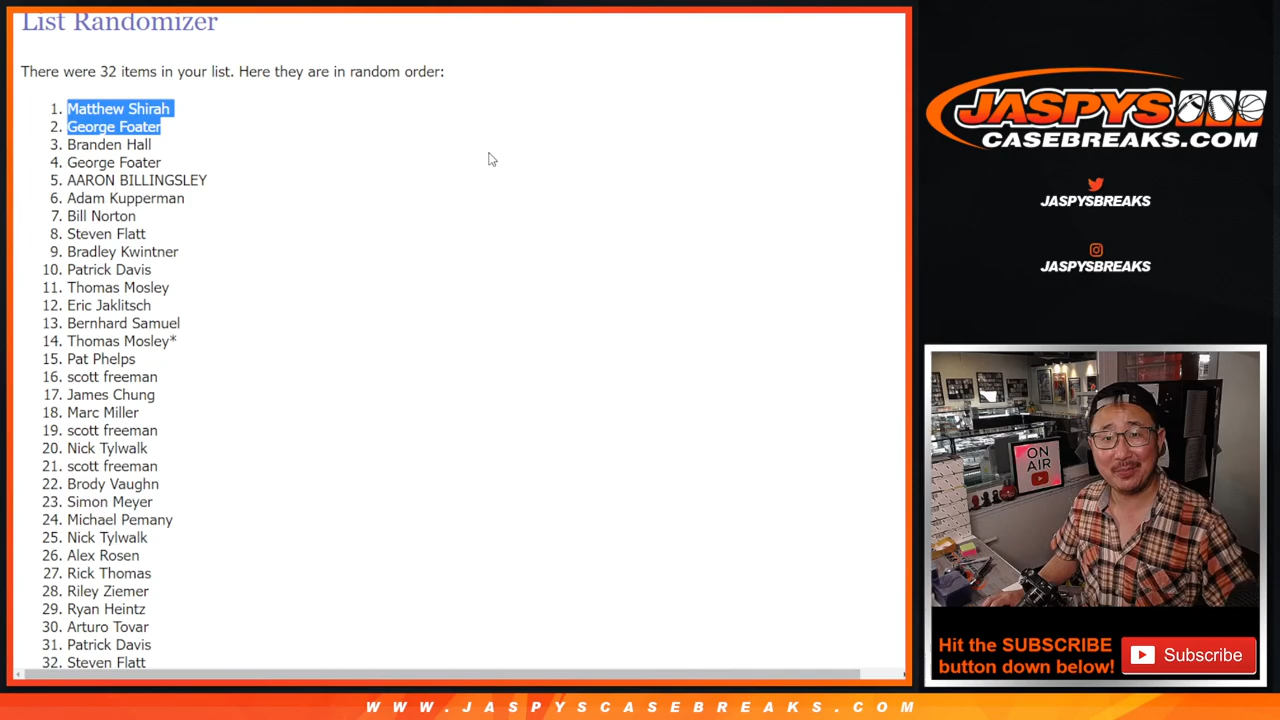 List Randomizer
There were 32 items in your list. Here they are in random order:
1. Matthew Shirah
2. George Foater
3. Branden Hall
4. George Foater
5. AARON BILLINGSLEY
6. Adam Kupperman
7. Bill Norton
8. Steven Flatt
9. Bradley Kwintner
10. Patrick Davis
11. Thomas Mosley
12. Eric Jaklitsch
13. Bernhard Samuel
14. Thomas Mosley*
15. Pat Phelps
16. scott freeman
17. James Chung
18. Marc Miller
19. scott freeman
20. Nick Tylwalk
21. scott freeman
22. Brody Vaughn
23. Simon Meyer
24. Michael Pemany
25. Nick Tylwalk
26. Alex Rosen
27. Rick Thomas
28. Riley Ziemer
29. Ryan Heintz
30. Arturo Tovar
31. Patrick Davis
32. Steven Flatt
JASPYS
CASEBREAKS.COM
JASPYSBREAKS
JASPYSBREAKS
ON
AIR
Hit the SUBSCRIBE
button down below!
Subscribe
WWW.JASPYSCASEBREAKS.COM